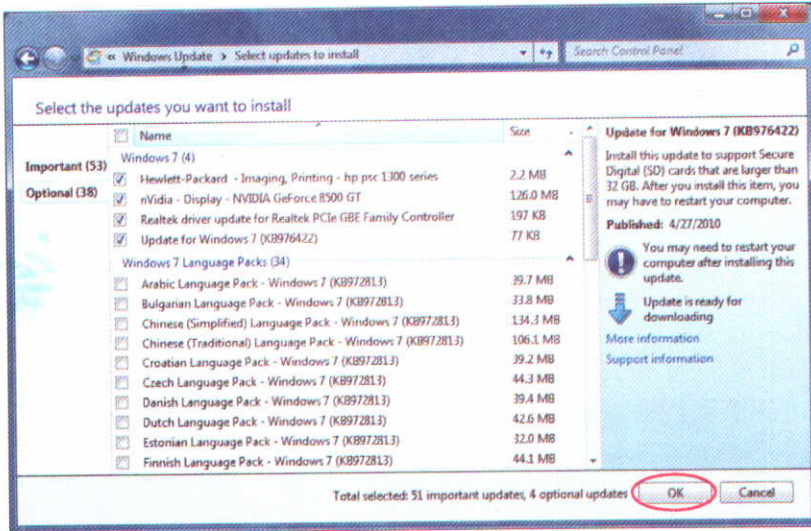 « Windows Update > Select updates to install
Search Control Panel
Select the updates you want to install
Important (53)
Optional (38)
Name Size
Windows 7 (4)
Hewlett-Packard - Imaging, Printing - hp psc 1300 series 2.2 MB
nVidia - Display - NVIDIA GeForce 8500 GT 126.0 MB
Realtek driver update for Realtek PCIe GBE Family Controller 197 KB
Update for Windows 7 (KB976422) 77 KB
Windows 7 Language Packs (34)
Arabic Language Pack - Windows 7 (KB972813) 39.7 MB
Bulgarian Language Pack - Windows 7 (KB972813) 33.8 MB
Chinese (Simplified) Language Pack - Windows 7 (KB972813) 134.3 MB
Chinese (Traditional) Language Pack - Windows 7 (KB972813) 106.1 MB
Croatian Language Pack - Windows 7 (KB972813) 39.2 MB
Czech Language Pack - Windows 7 (KB972813) 44.3 MB
Danish Language Pack - Windows 7 (KB972813) 39.4 MB
Dutch Language Pack - Windows 7 (KB972813) 42.6 MB
Estonian Language Pack - Windows 7 (KB972813) 32.0 MB
Finnish Language Pack - Windows 7 (KB972813) 44.1 MB
Update for Windows 7 (KB976422)
Install this update to support Secure
Digital (SD) cards that are larger than
32 GB. After you install this item, you
may have to restart your computer.
Published: 4/27/2010
You may need to restart your
computer after installing this
update.
Update is ready for
downloading
More information
Support information
Total selected: 51 important updates, 4 optional updates
OK
Cancel